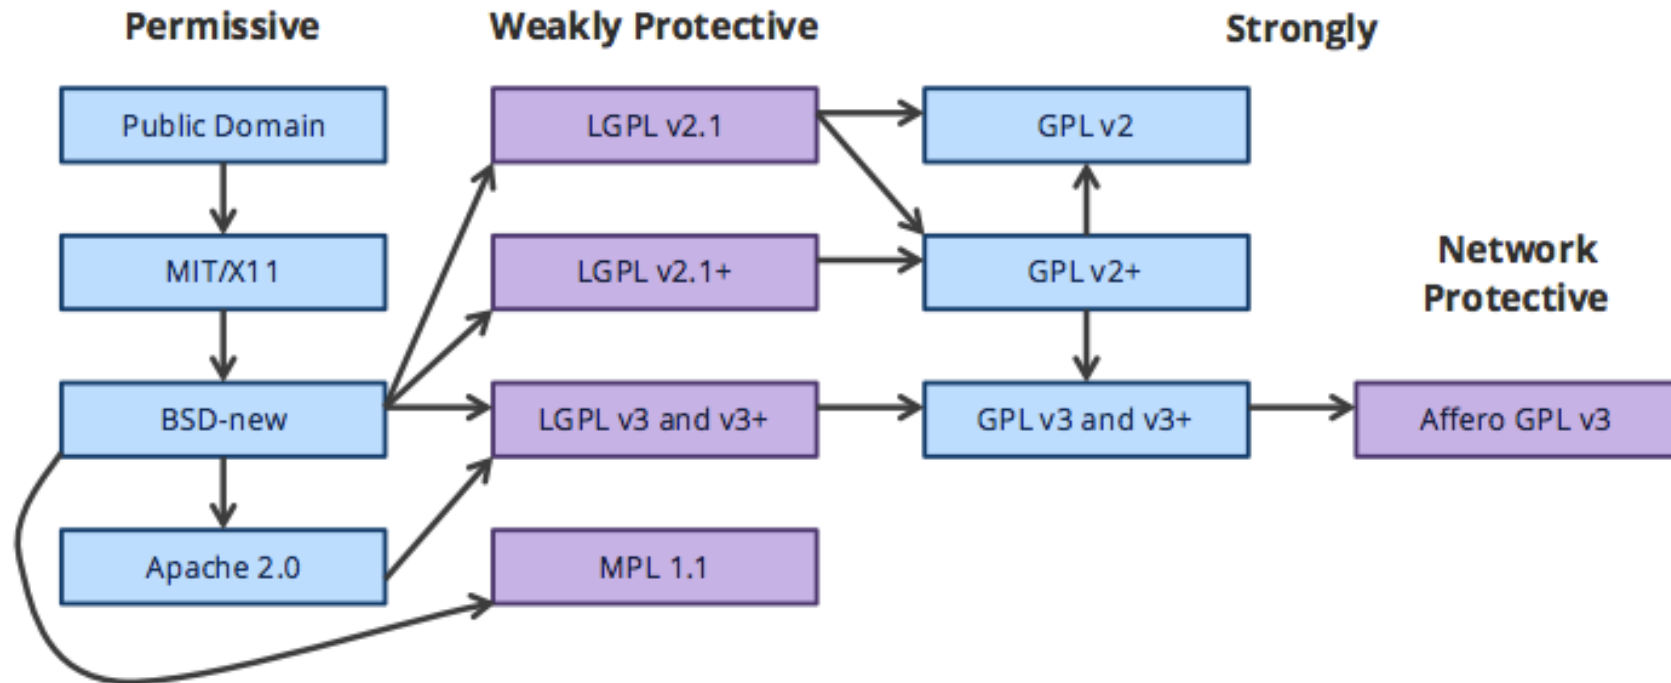 Permissive
Weakly Protective
Strongly
Public Domain
LGPL v2.1
GPL v2
MIT/X11
LGPL v2.1+
GPL v2+
Network
Protective
BSD-new
LGPL v3 and v3+
GPL v3 and v3+
Affero GPL v3
Apache 2.0
MPL 1.1